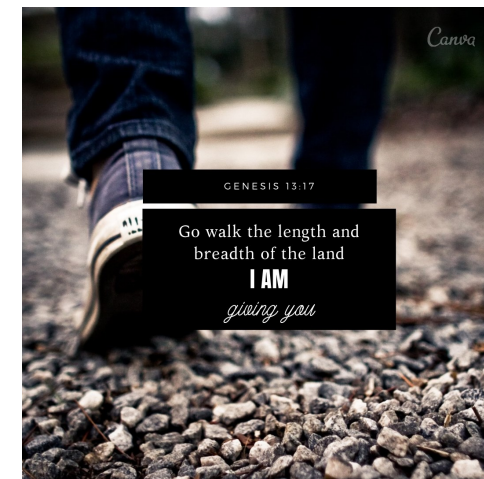 Canva
GENESIS 13:17
Go walk the length and
breadth of the land
I AM
giving you